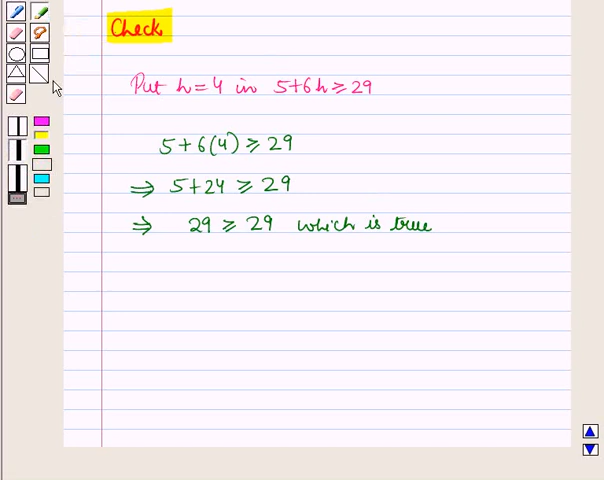 Check
Put h=4 in 5+6h⩾29
5+6(4)⩾29
⇒ 5+24⩾29
⇒ 29⩾29 which is true